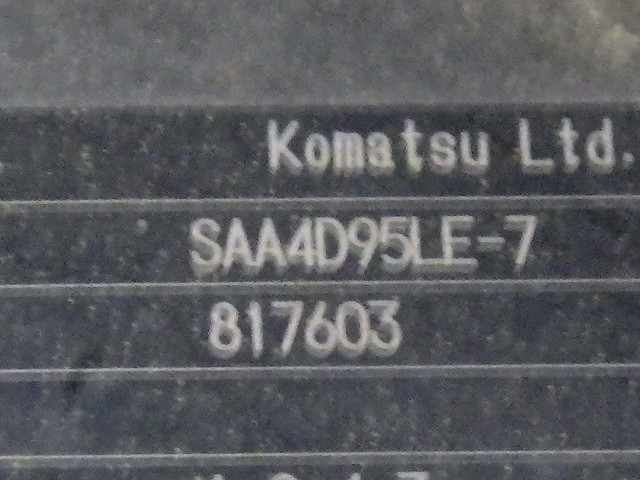 Komatsu Ltd.
SAA4D95LE-7
817603